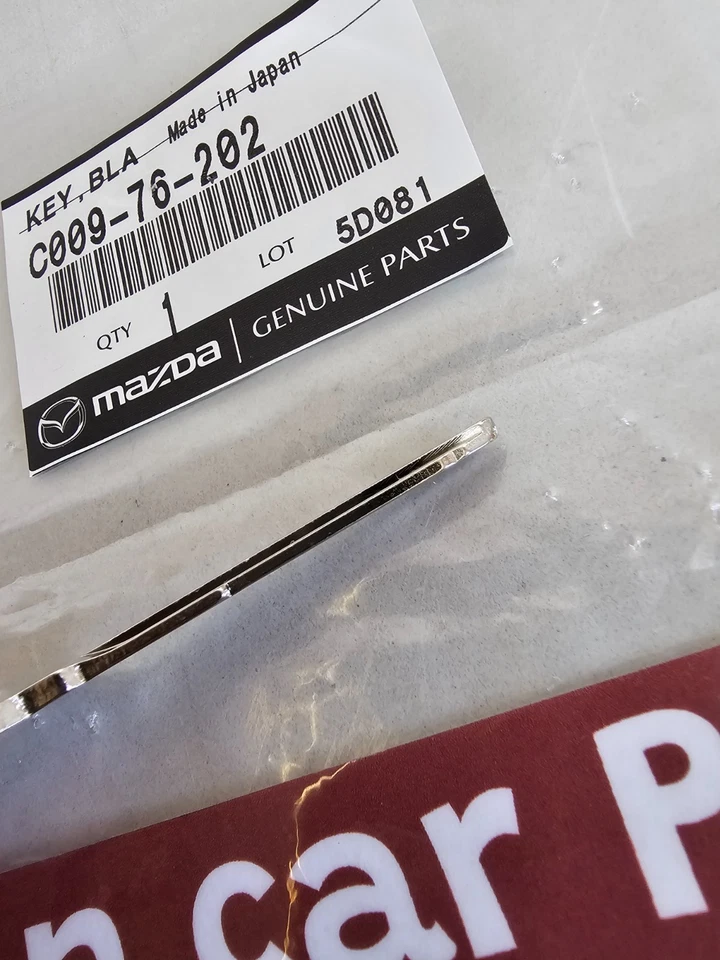 KEY,BLA Made in Japan
C009-76-202
QTY 1 LOT 5D081
mazda GENUINE PARTS
n car P